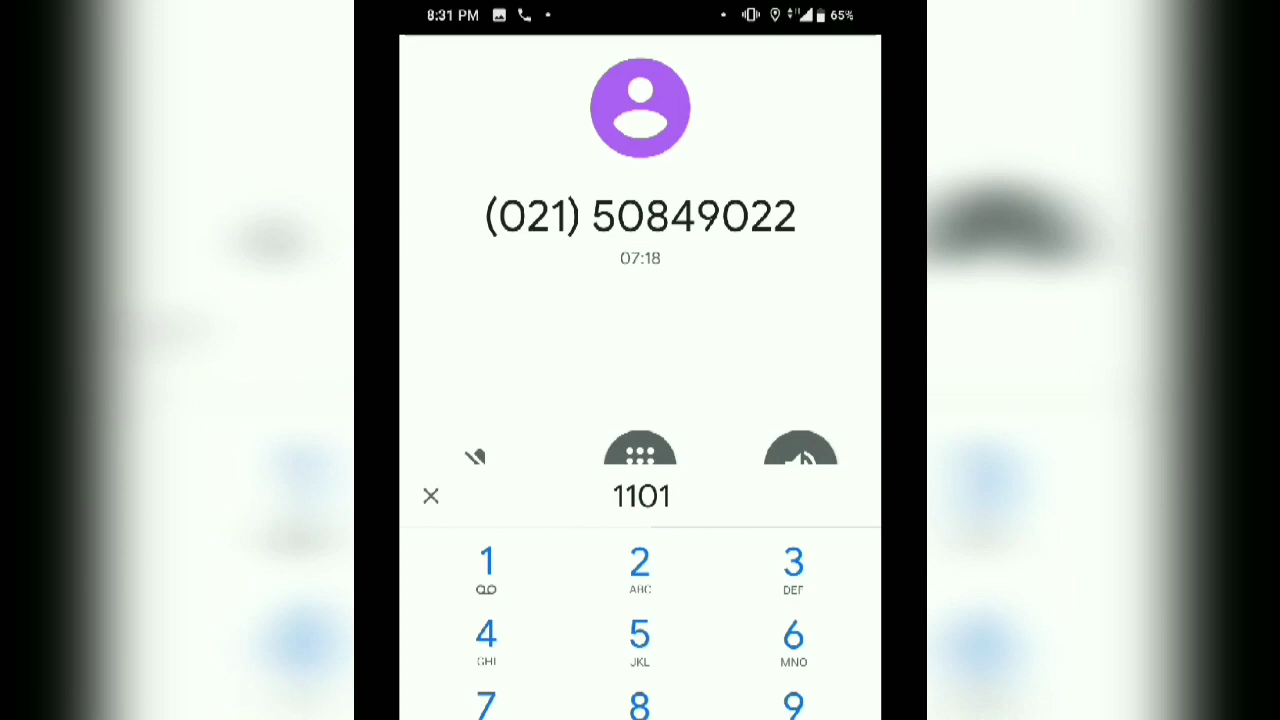 8:31 PM 65%
(021) 50849022
07:18
1101
1 2 3
ABC DEF
4 5 6
GHI JKL MNO
7 8 9